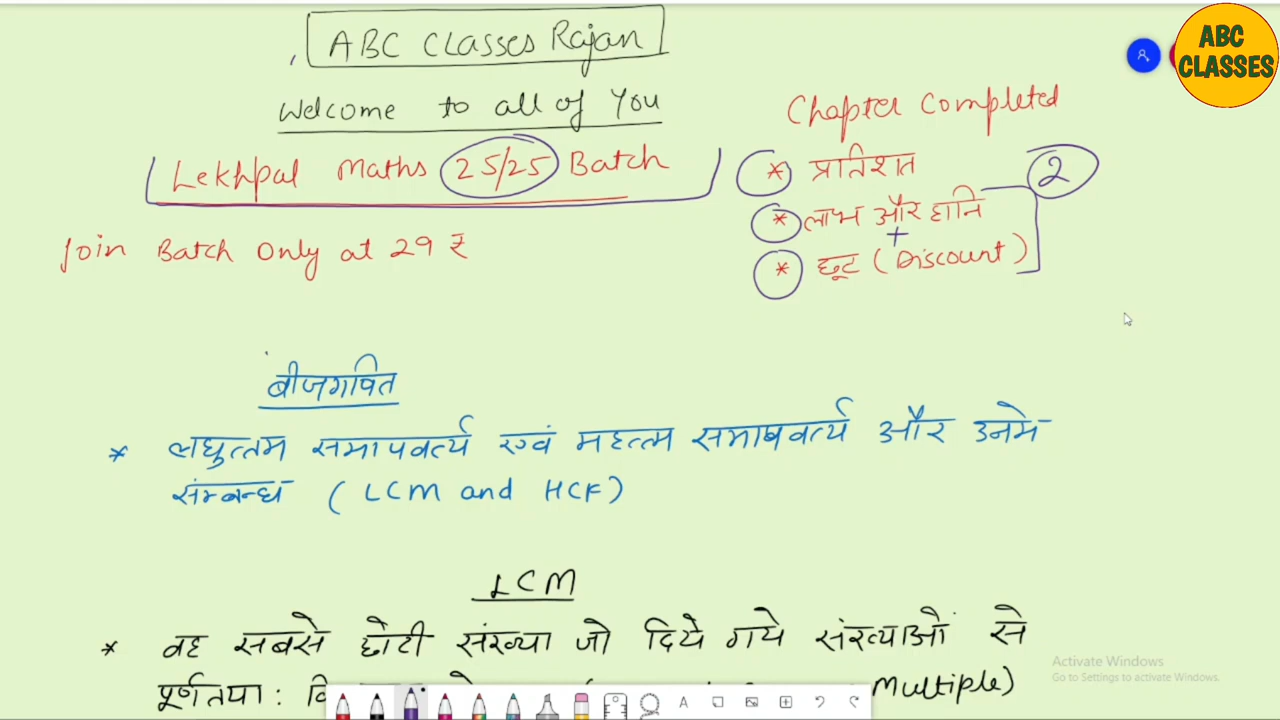 ABC Classes Rajan
Welcome to all of You
Lekhpal Maths 25/25 Batch
Join Batch Only at 29 ₹
ABC
CLASSES
Chapter Completed
* प्रतिशत
* लाभ और हानि
+
* छूट (Discount)
2
बीजगणित
* लघुत्तम समापवर्त्य एवं महत्तम समापवर्त्य और उनमे
सम्बन्ध (LCM and HCF)
LCM
* वह सबसे छोटी संख्या जो दिये गये संख्याओं से
पूर्णतया: Multiple)
Activate Windows
Go to Settings to activate Windows.